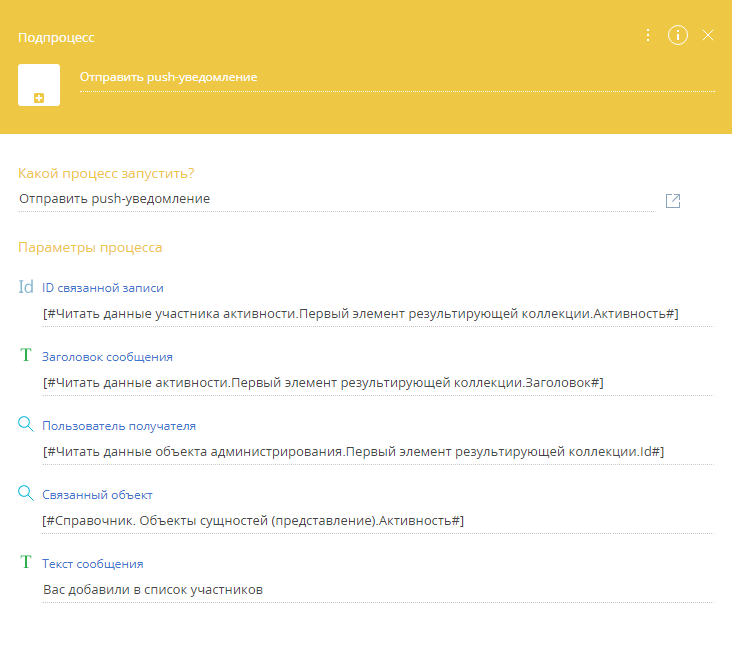 Подпроцесс
Отправить push-уведомление
Какой процесс запустить?
Отправить push-уведомление
Параметры процесса
Id ID связанной записи
[#Читать данные участника активности.Первый элемент результирующей коллекции.Активность#]
T Заголовок сообщения
[#Читать данные активности.Первый элемент результирующей коллекции.Заголовок#]
Пользователь получателя
[#Читать данные объекта администрирования.Первый элемент результирующей коллекции.Id#]
Связанный объект
[#Справочник. Объекты сущностей (представление).Активность#]
T Текст сообщения
Вас добавили в список участников